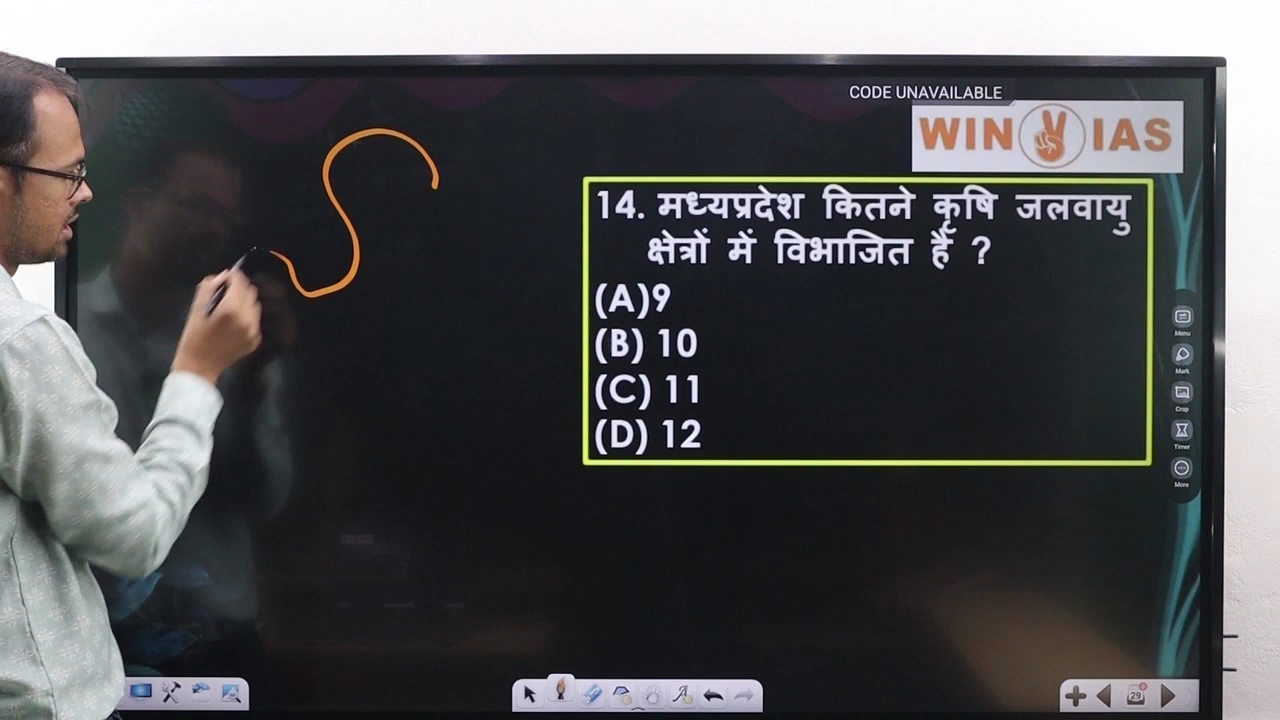 CODE UNAVAILABLE
WIN IAS
14. मध्यप्रदेश कितने कृषि जलवायु
क्षेत्रों में विभाजित हैं ?
(A)9
(B) 10
(C) 11
(D) 12
Menu
Mark
Crop
Timer
More
29